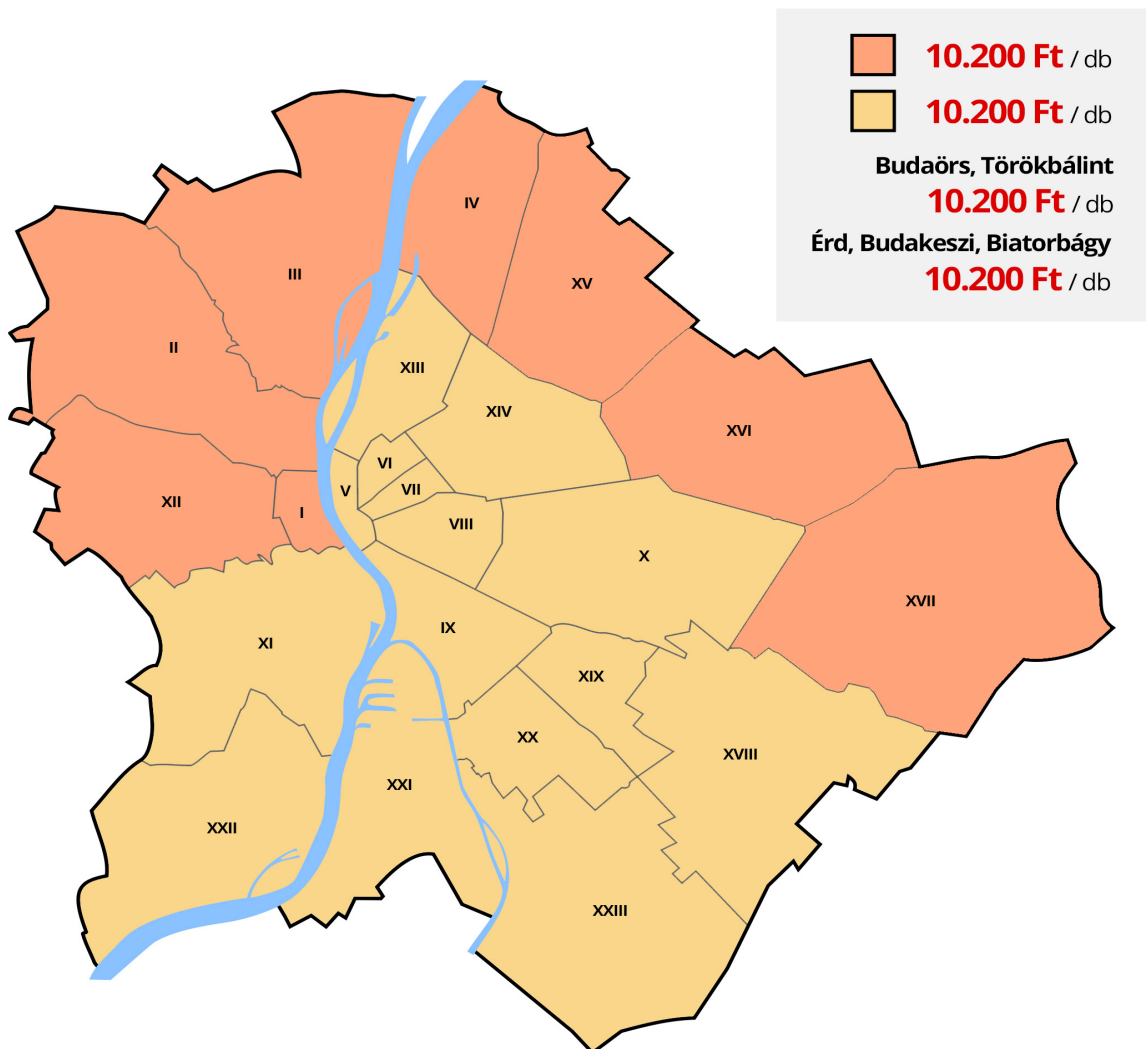 10.200 Ft / db
10.200 Ft / db
Budaörs, Törökbálint
10.200 Ft / db
Érd, Budakeszi, Biatorbágy
10.200 Ft / db
IV
III
XV
II
XIII
XIV
XVI
VI
V
VII
XII
I
VIII
X
XVII
IX
XI
XIX
XX
XVIII
XXI
XXII
XXIII